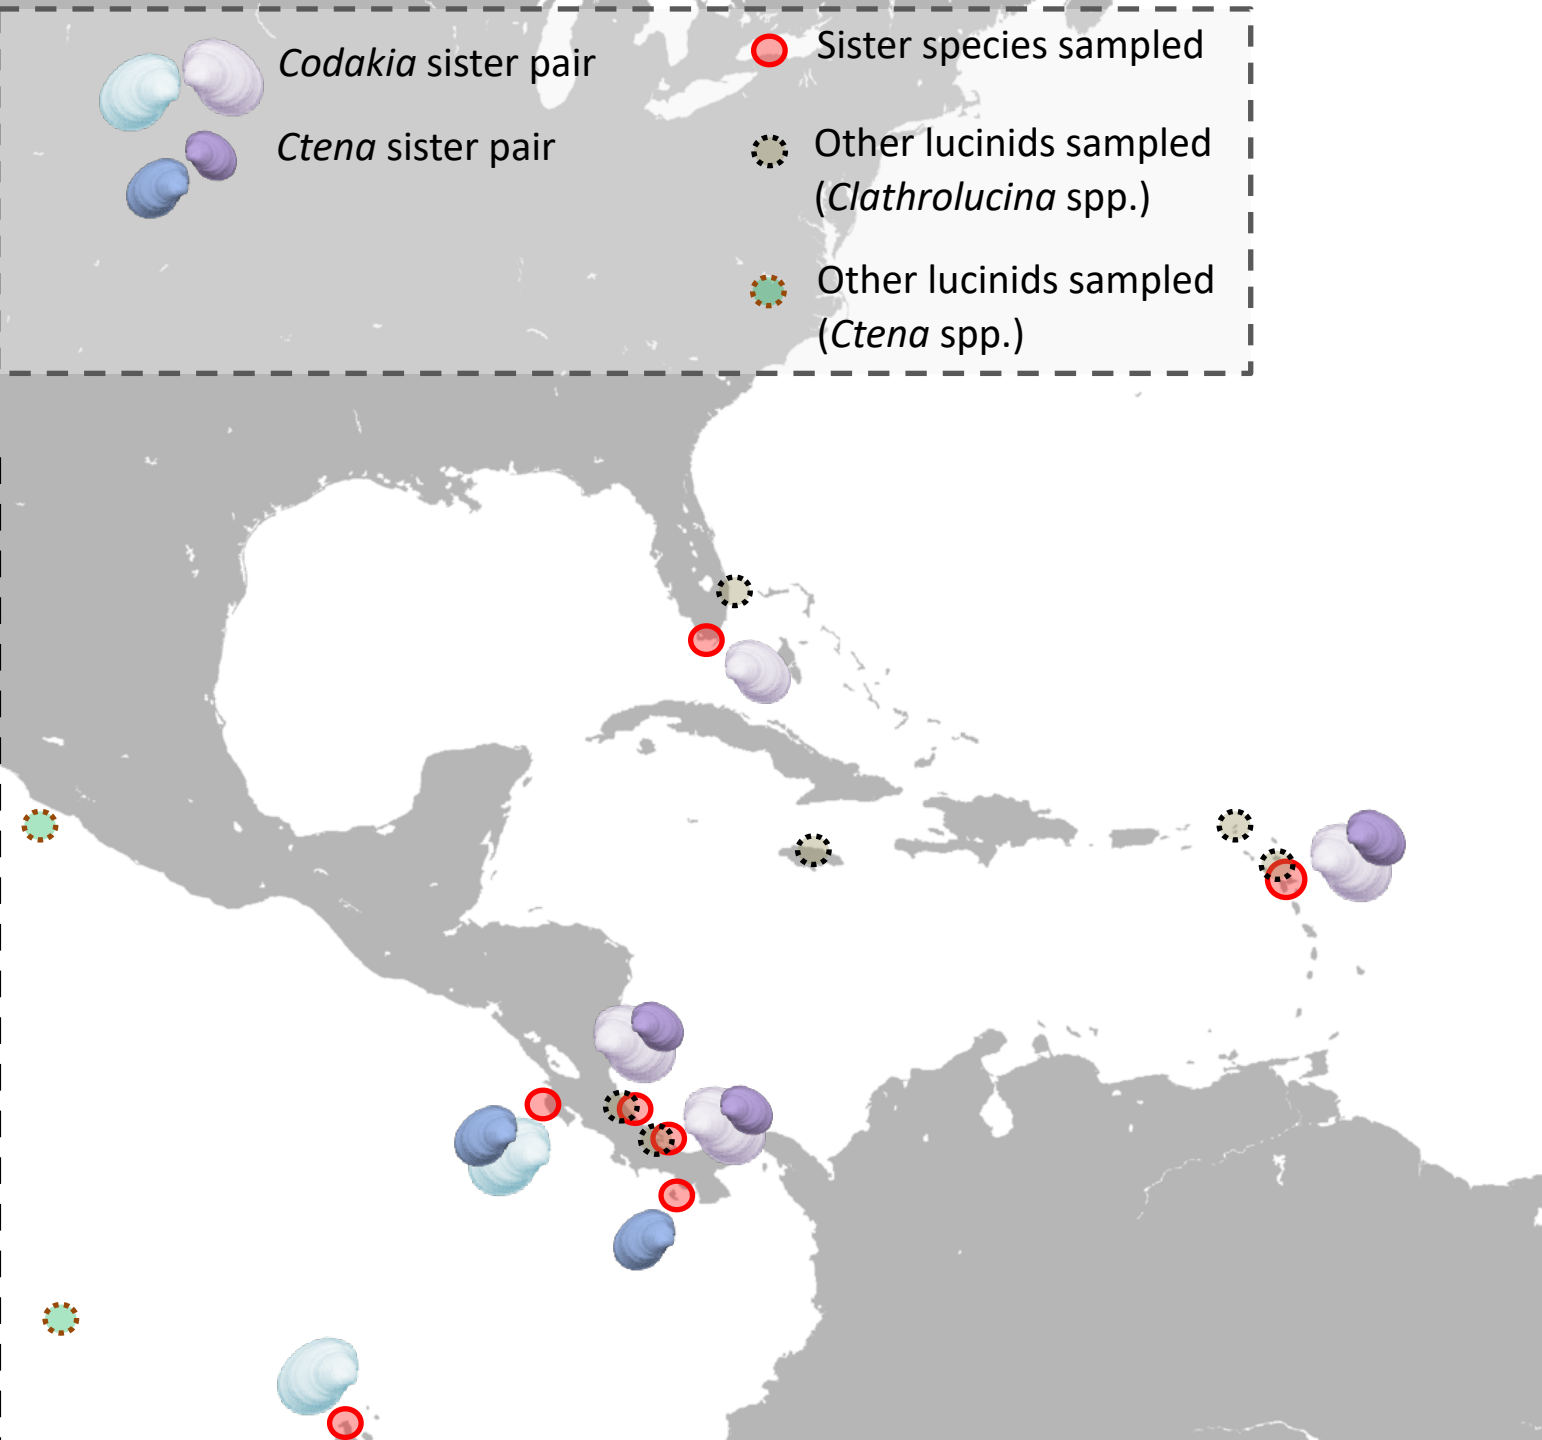 Codakia sister pair
Ctena sister pair
Sister species sampled
Other lucinids sampled
(Clathrolucina spp.)
Other lucinids sampled
(Ctena spp.)